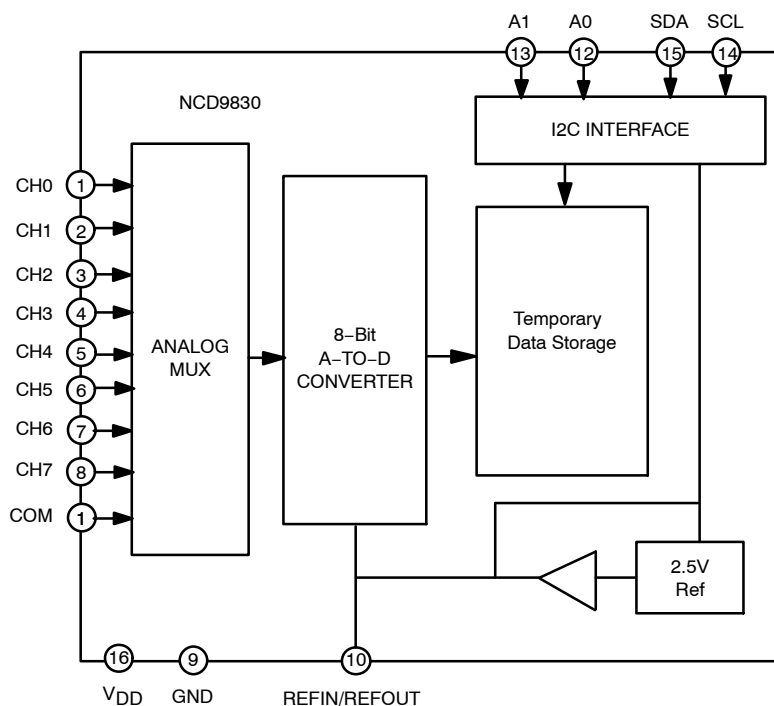 A1 A0 SDA SCL
13 12 15 14
NCD9830
I2C INTERFACE
CH0 1
CH1 2
CH2 3
CH3 4
CH4 5
CH5 6
CH6 7
CH7 8
COM 1
ANALOG
MUX
8−Bit
A−TO−D
CONVERTER
Temporary
Data Storage
2.5V
Ref
16 9 10
VDD GND REFIN/REFOUT